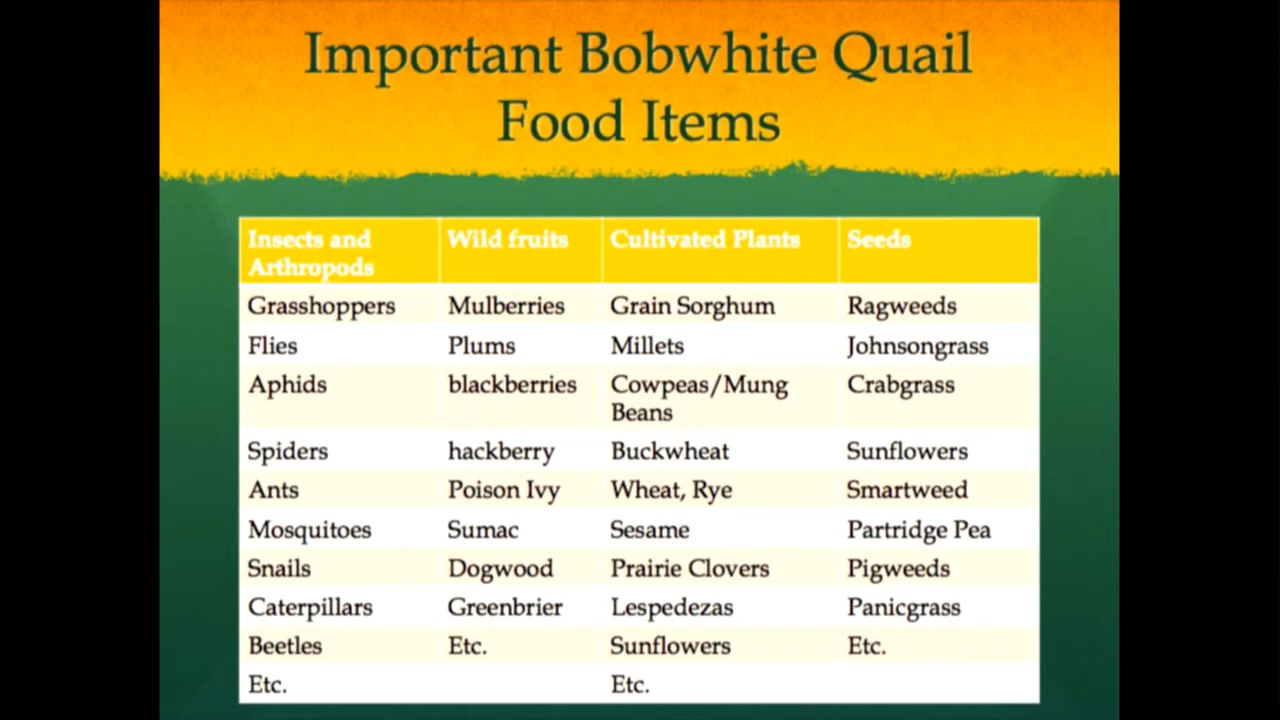 Important Bobwhite Quail
Food Items
Insects and Arthropods Wild fruits Cultivated Plants Seeds
Grasshoppers Mulberries Grain Sorghum Ragweeds
Flies Plums Millets Johnsongrass
Aphids blackberries Cowpeas/Mung Beans Crabgrass
Spiders hackberry Buckwheat Sunflowers
Ants Poison Ivy Wheat, Rye Smartweed
Mosquitoes Sumac Sesame Partridge Pea
Snails Dogwood Prairie Clovers Pigweeds
Caterpillars Greenbrier Lespedezas Panicgrass
Beetles Etc. Sunflowers Etc.
Etc. Etc.